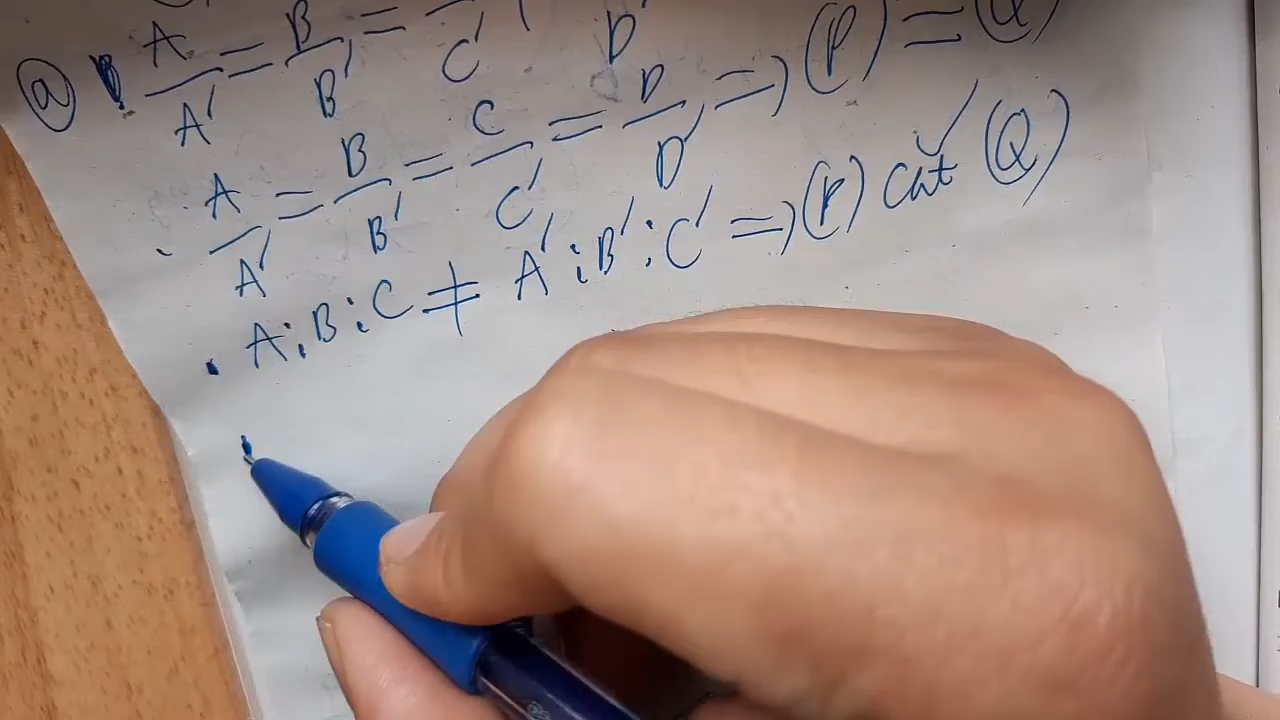 ⓐ A/A' = B/B' = /C' D'
. A/A' = B/B' = C/C' = D/D' => (P) = (Q)
. A:B:C ≠ A':B':C' => (P) cắt (Q)